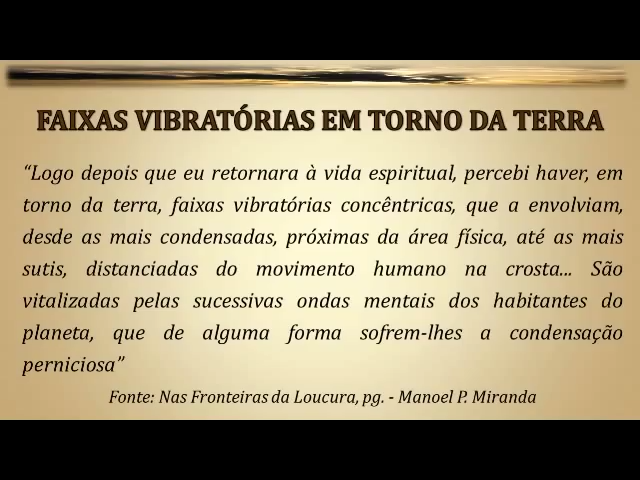 FAIXAS VIBRATÓRIAS EM TORNO DA TERRA
“Logo depois que eu retornara à vida espiritual, percebi haver, em
torno da terra, faixas vibratórias concêntricas, que a envolviam,
desde as mais condensadas, próximas da área física, até as mais
sutis, distanciadas do movimento humano na crosta... São
vitalizadas pelas sucessivas ondas mentais dos habitantes do
planeta, que de alguma forma sofrem-lhes a condensação
perniciosa”
Fonte: Nas Fronteiras da Loucura, pg. - Manoel P. Miranda